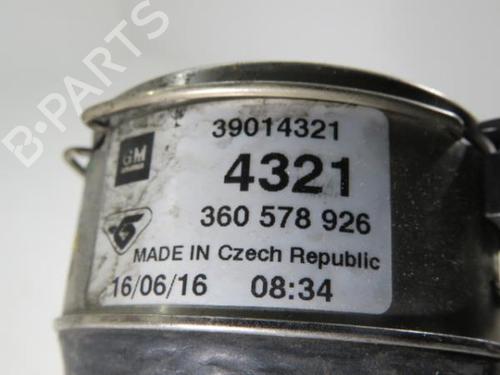 B-PARTS
39014321
GM
4321
360 578 926
MADE IN Czech Republic
16/06/16 08:34